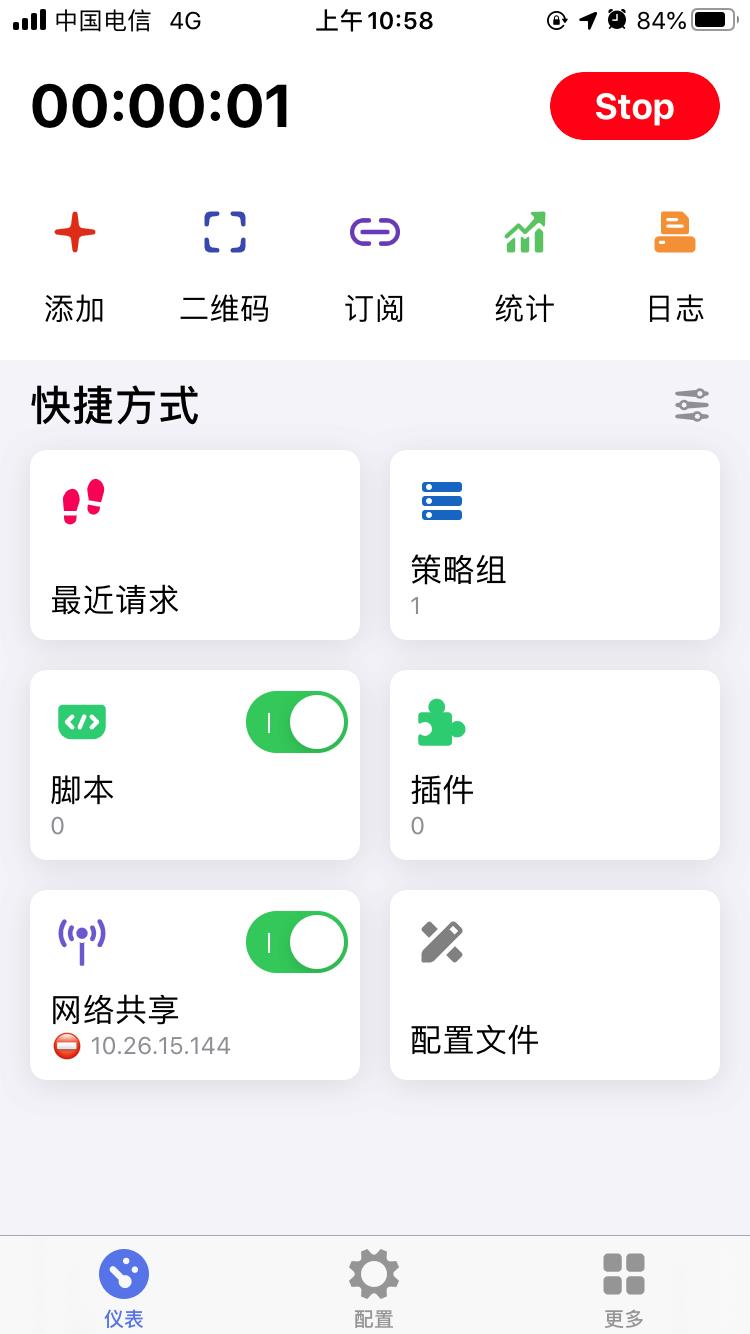 中国电信 4G 上午10:58 84%
00:00:01 Stop
添加 二维码 订阅 统计 日志
快捷方式
最近请求
策略组
1
脚本
0
插件
0
网络共享
10.26.15.144
配置文件
仪表 配置 更多